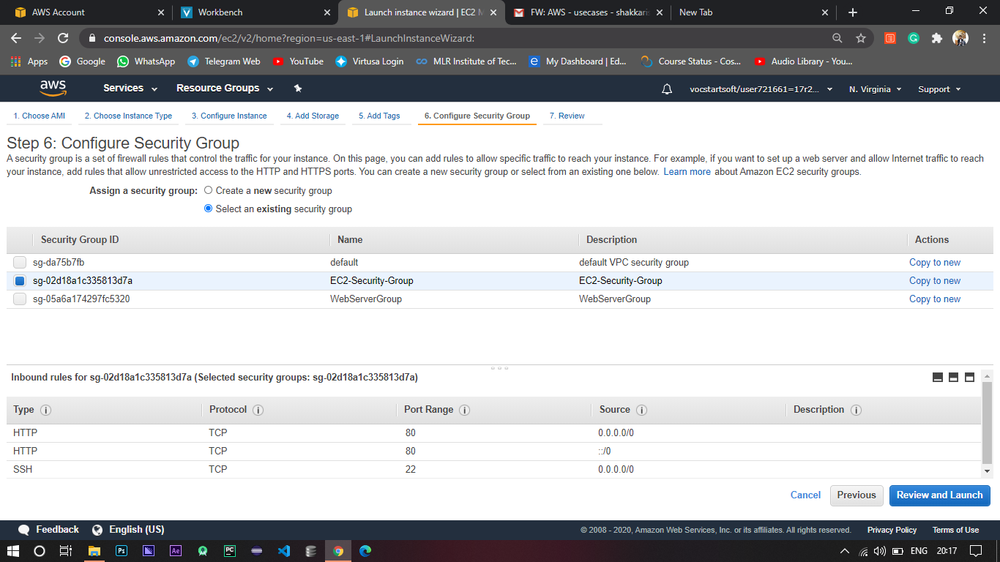 AWS Account
Workbench
Launch instance wizard | EC2 M
FW: AWS - usecases - shakkaris
New Tab
console.aws.amazon.com/ec2/v2/home?region=us-east-1#LaunchInstanceWizard:
Apps
Google
WhatsApp
Telegram Web
YouTube
Virtusa Login
MLR Institute of Tec...
My Dashboard | Ed...
Course Status - Cos...
Audio Library - You...
aws
Services
Resource Groups
vocstartsoft/user721661=17r2...
N. Virginia
Support
1. Choose AMI
2. Choose Instance Type
3. Configure Instance
4. Add Storage
5. Add Tags
6. Configure Security Group
7. Review
Step 6: Configure Security Group
A security group is a set of firewall rules that control the traffic for your instance. On this page, you can add rules to allow specific traffic to reach your instance. For example, if you want to set up a web server and allow Internet traffic to reach
your instance, add rules that allow unrestricted access to the HTTP and HTTPS ports. You can create a new security group or select from an existing one below. Learn more about Amazon EC2 security groups.
Assign a security group: Create a new security group
Select an existing security group
Security Group ID Name Description Actions
sg-da75b7fb default default VPC security group Copy to new
sg-02d18a1c335813d7a EC2-Security-Group EC2-Security-Group Copy to new
sg-05a6a174297fc5320 WebServerGroup WebServerGroup Copy to new
Inbound rules for sg-02d18a1c335813d7a (Selected security groups: sg-02d18a1c335813d7a)
Type Protocol Port Range Source Description
HTTP TCP 80 0.0.0.0/0
HTTP TCP 80 ::/0
SSH TCP 22 0.0.0.0/0
Cancel
Previous
Review and Launch
Feedback
English (US)
© 2008 - 2020, Amazon Web Services, Inc. or its affiliates. All rights reserved.
Privacy Policy
Terms of Use
Ps
Ae
PC
ENG
20:17